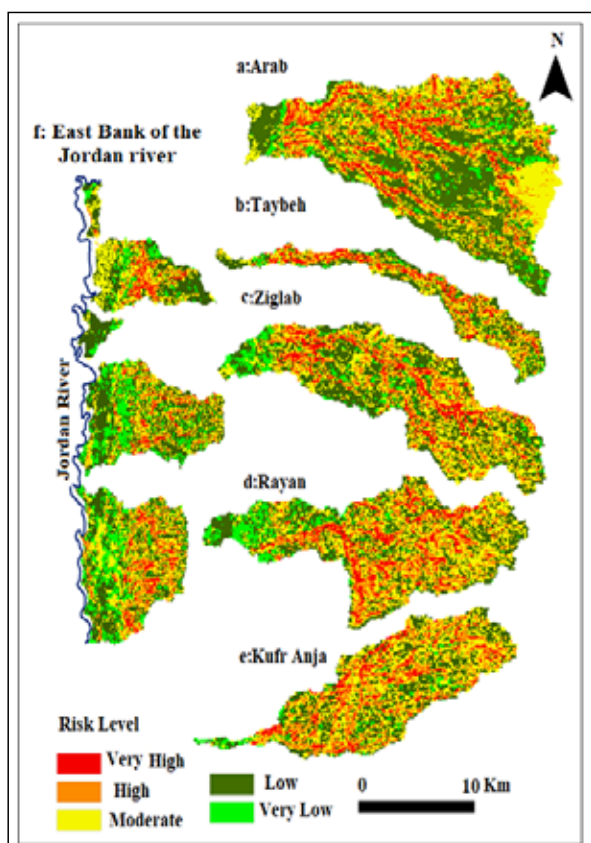 N
a:Arab
f: East Bank of the
Jordan river
b:Taybeh
c:Ziglab
Jordan River
d:Rayan
e:Kufr Anja
Risk Level
Very High
High
Moderate
Low
Very Low
0 10 Km